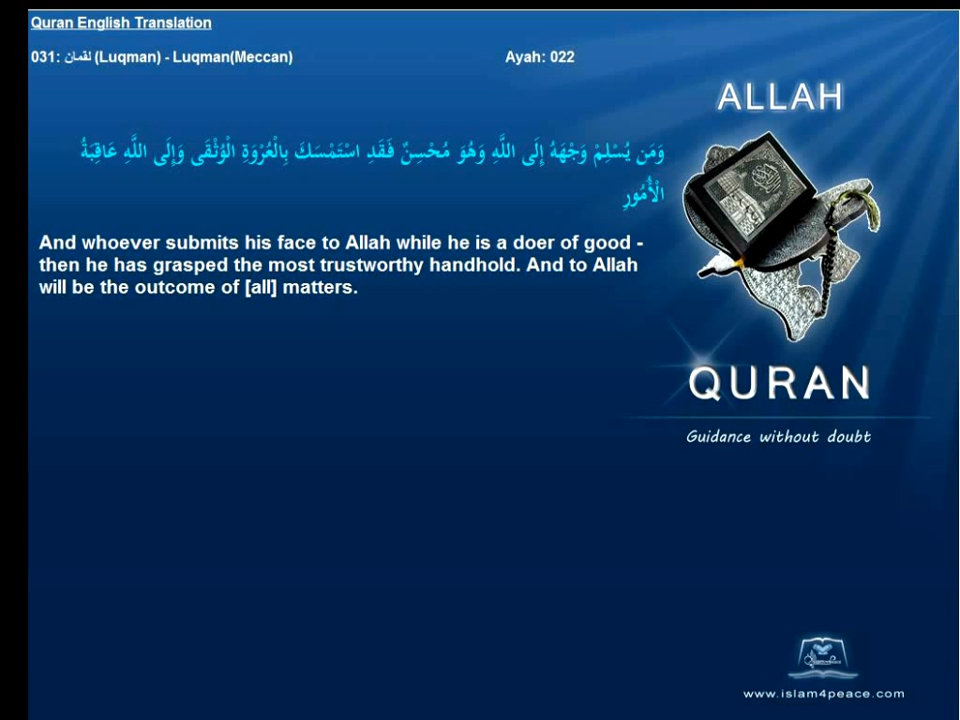 Quran English Translation
031: لقمان (Luqman) - Luqman(Meccan) Ayah: 022
ALLAH
وَمَن يُسْلِمْ وَجْهَهُ إِلَى اللَّهِ وَهُوَ مُحْسِنٌ فَقَدِ اسْتَمْسَكَ بِالْعُرْوَةِ الْوُثْقَى وَإِلَى اللَّهِ عَاقِبَةُ
الْأُمُورِ
And whoever submits his face to Allah while he is a doer of good -
then he has grasped the most trustworthy handhold. And to Allah
will be the outcome of [all] matters.
QURAN
Guidance without doubt
www.islam4peace.com